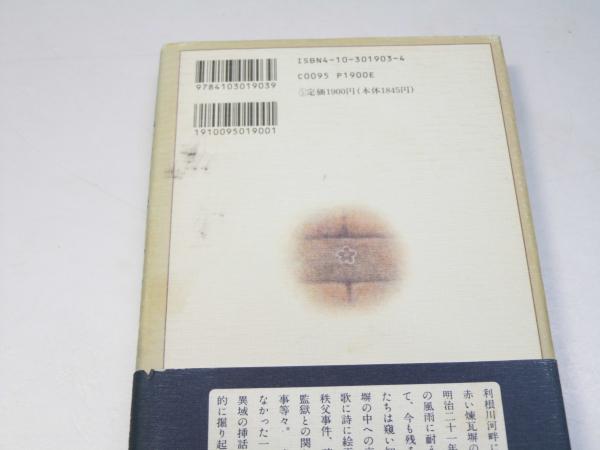 ISBN4-10-301903-4
C0095 P1900E
9784103019039
㋛定価1900円(本体1845円)
1910095019001
利根川河畔に
赤い煉瓦塀の
明治二十一年
の風雨に耐え
て、今も残る
たちは窺い知
塀の中への
歌に詩に絵画
秩父事件、
監獄との関
事等々。
なかった一
異域の挿話
的に掘り起